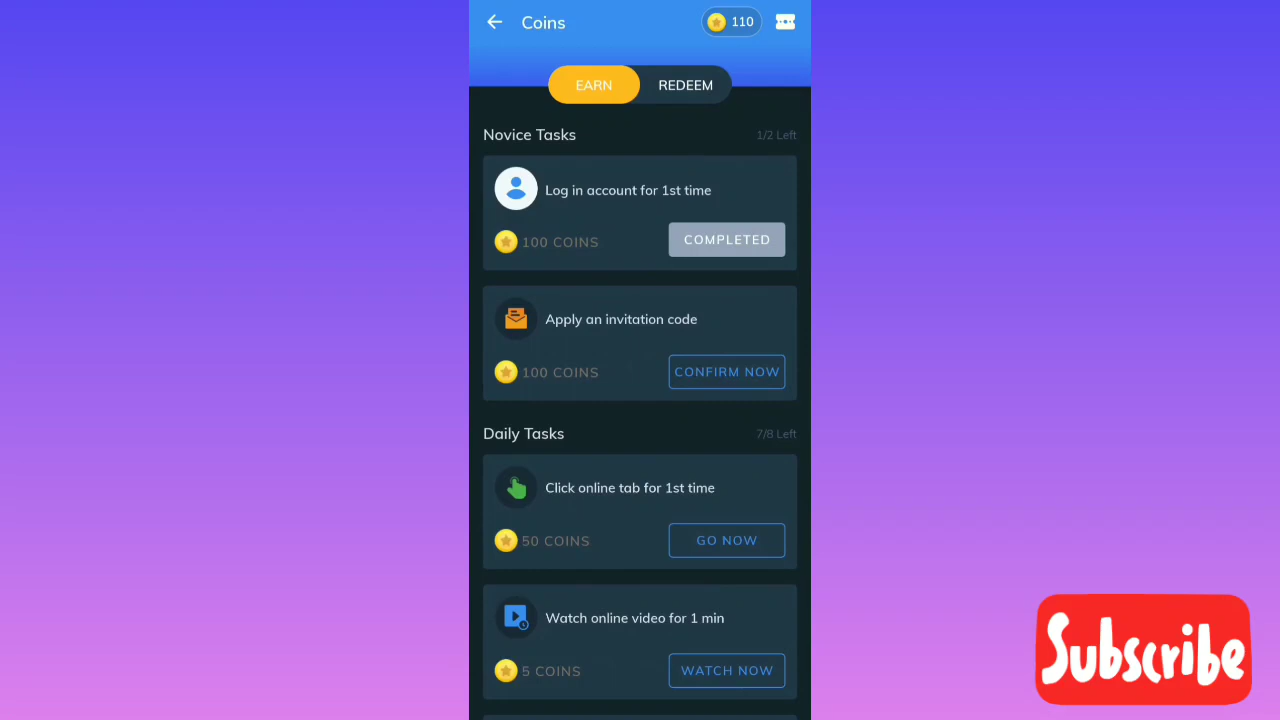 Coins
110
EARN
REDEEM
Novice Tasks
1/2 Left
Log in account for 1st time
100 COINS
COMPLETED
Apply an invitation code
100 COINS
CONFIRM NOW
Daily Tasks
7/8 Left
Click online tab for 1st time
50 COINS
GO NOW
Watch online video for 1 min
5 COINS
WATCH NOW
Subscribe